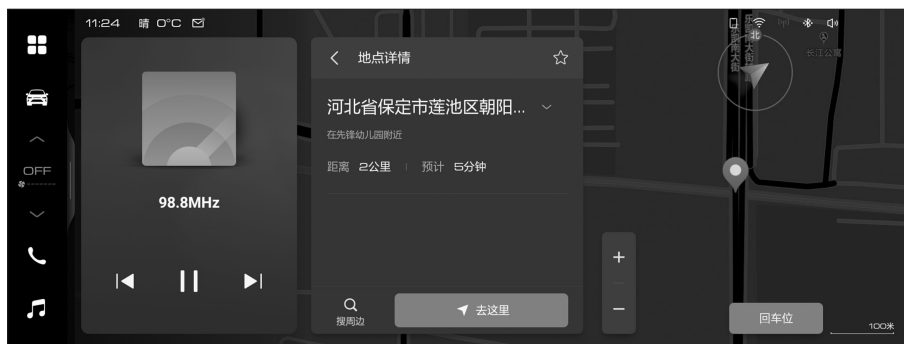 11:24 晴 0°C
OFF
98.8MHz
地点详情
河北省保定市莲池区朝阳...
在先锋幼儿园附近
距离 2公里 预计 5分钟
搜周边
去这里
+
-
北
长江公寓
南大街
回车位
100米